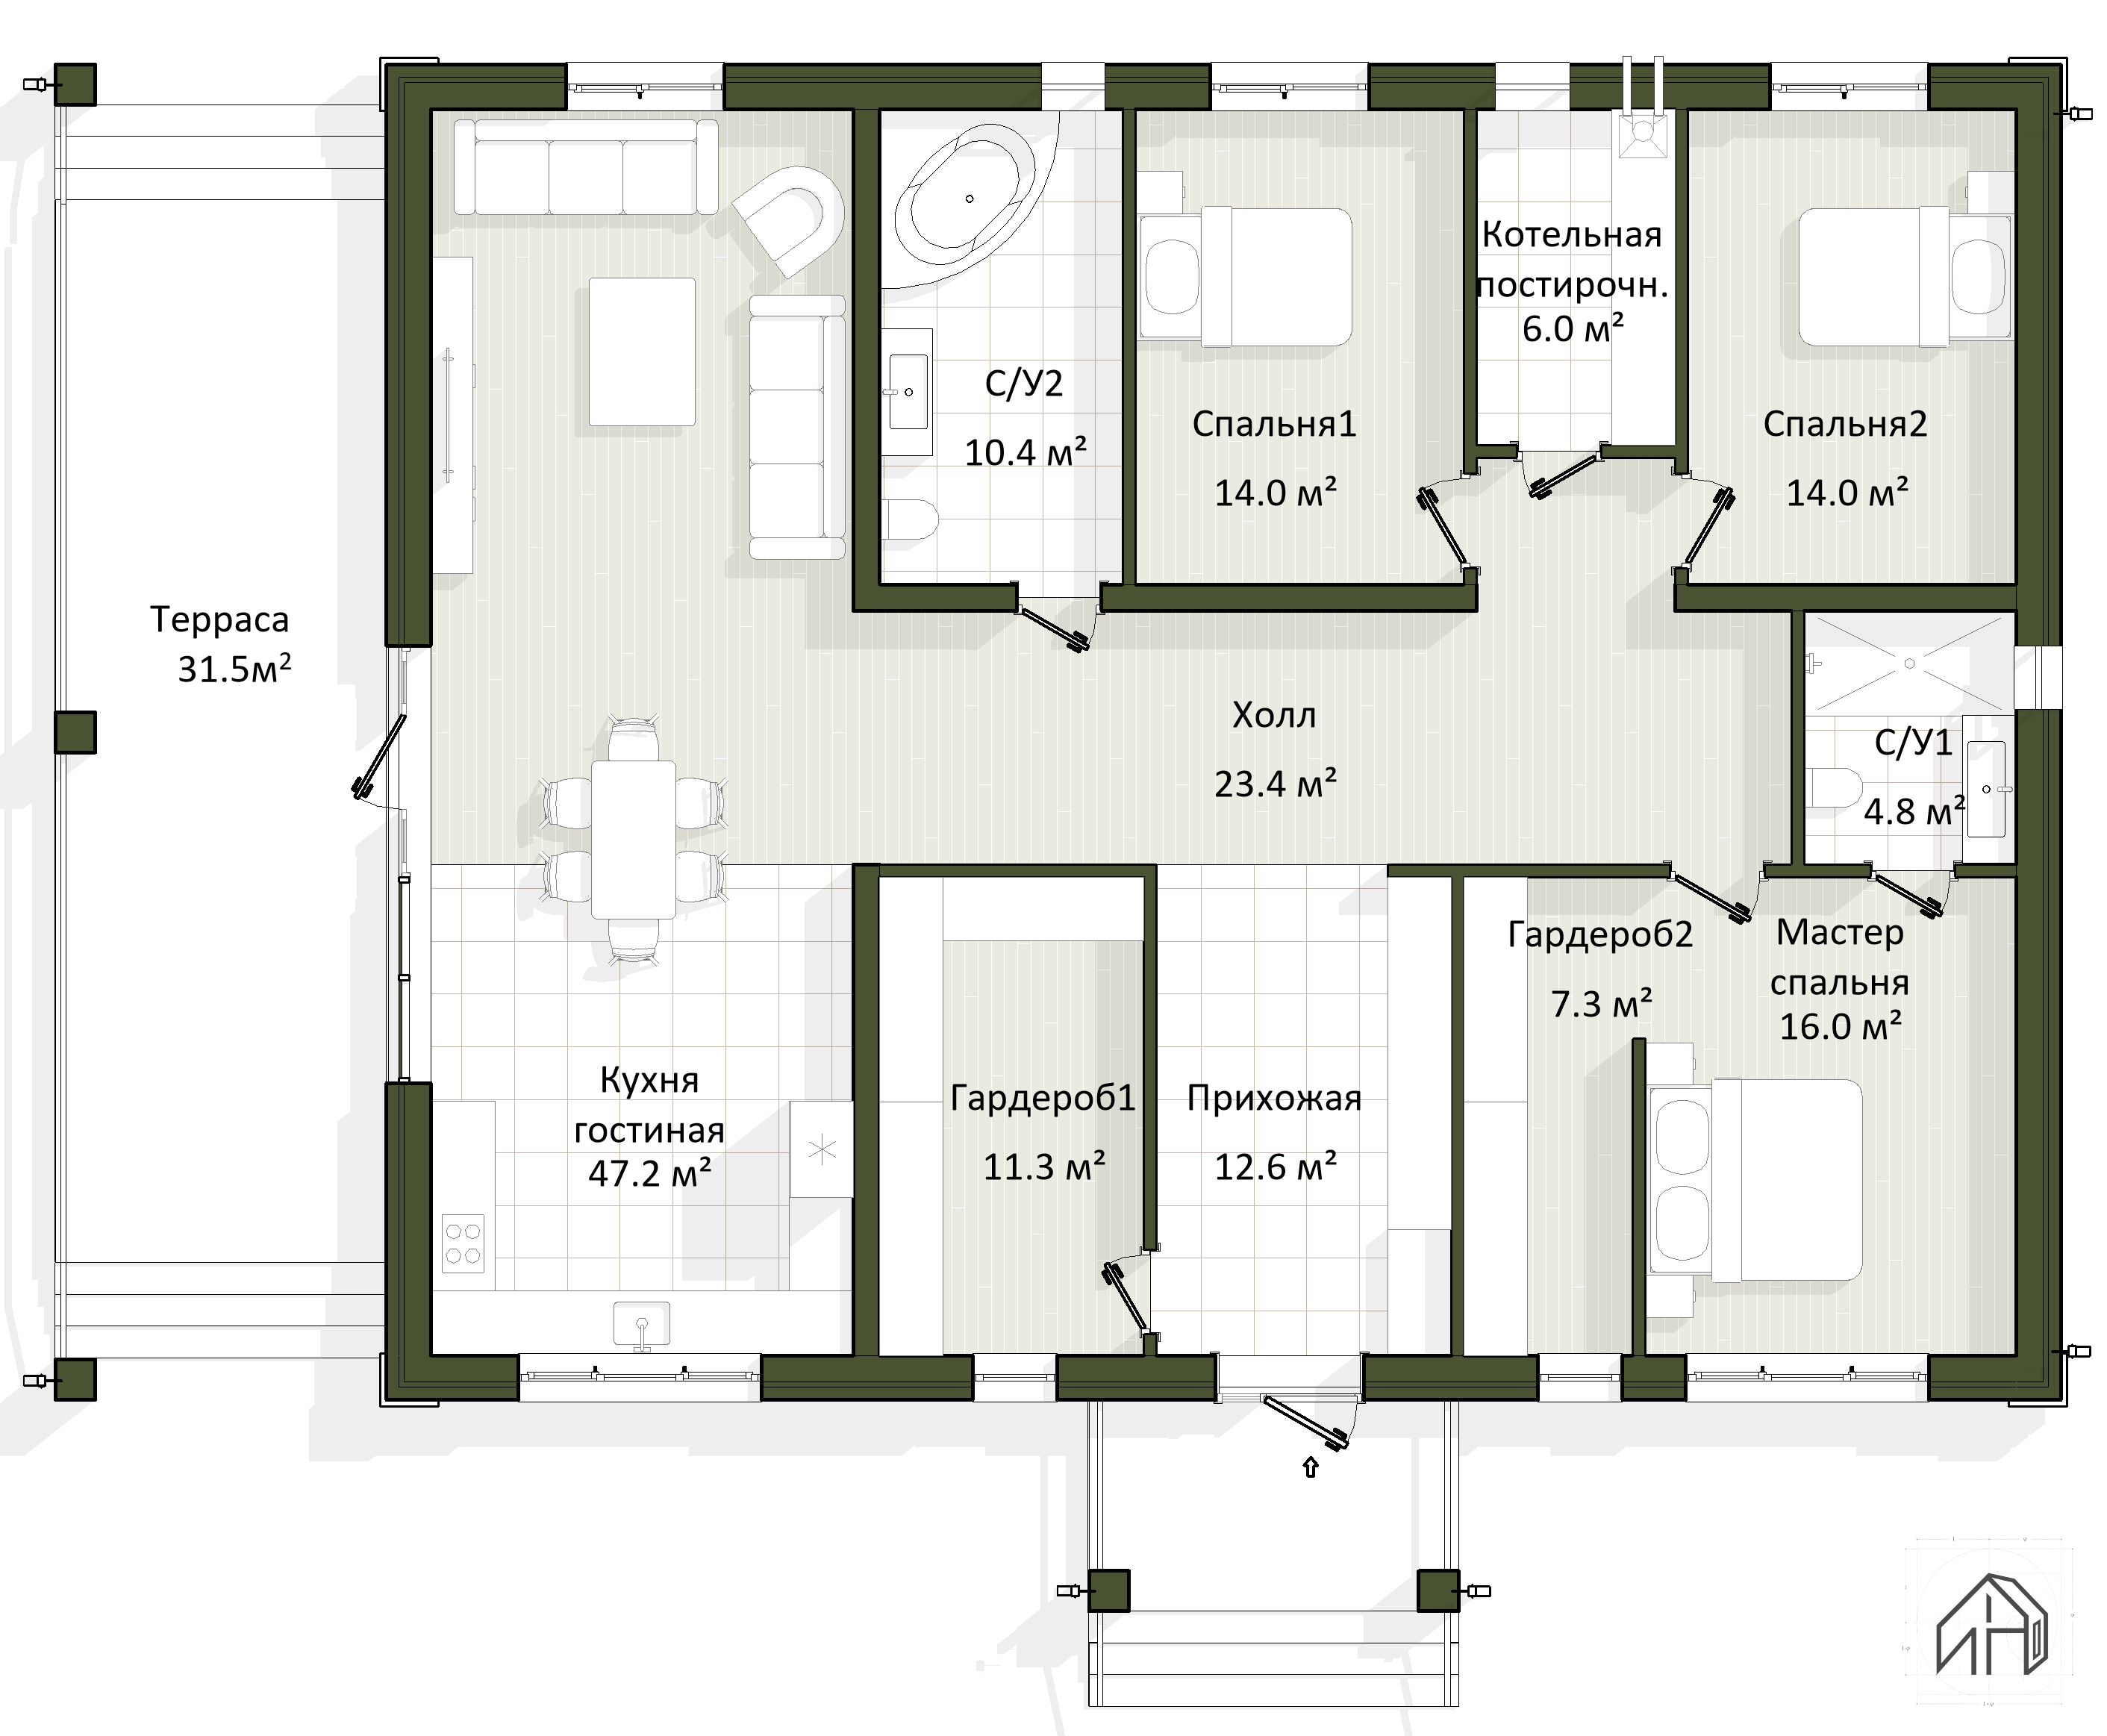 Терраса
31.5м²
С/У2
10.4 м²
Спальня1
14.0 м²
Котельная
постирочн.
6.0 м²
Спальня2
14.0 м²
Холл
23.4 м²
С/У1
4.8 м²
Кухня
гостиная
47.2 м²
Гардероб1
11.3 м²
Прихожая
12.6 м²
Гардероб2
7.3 м²
Мастер
спальня
16.0 м²